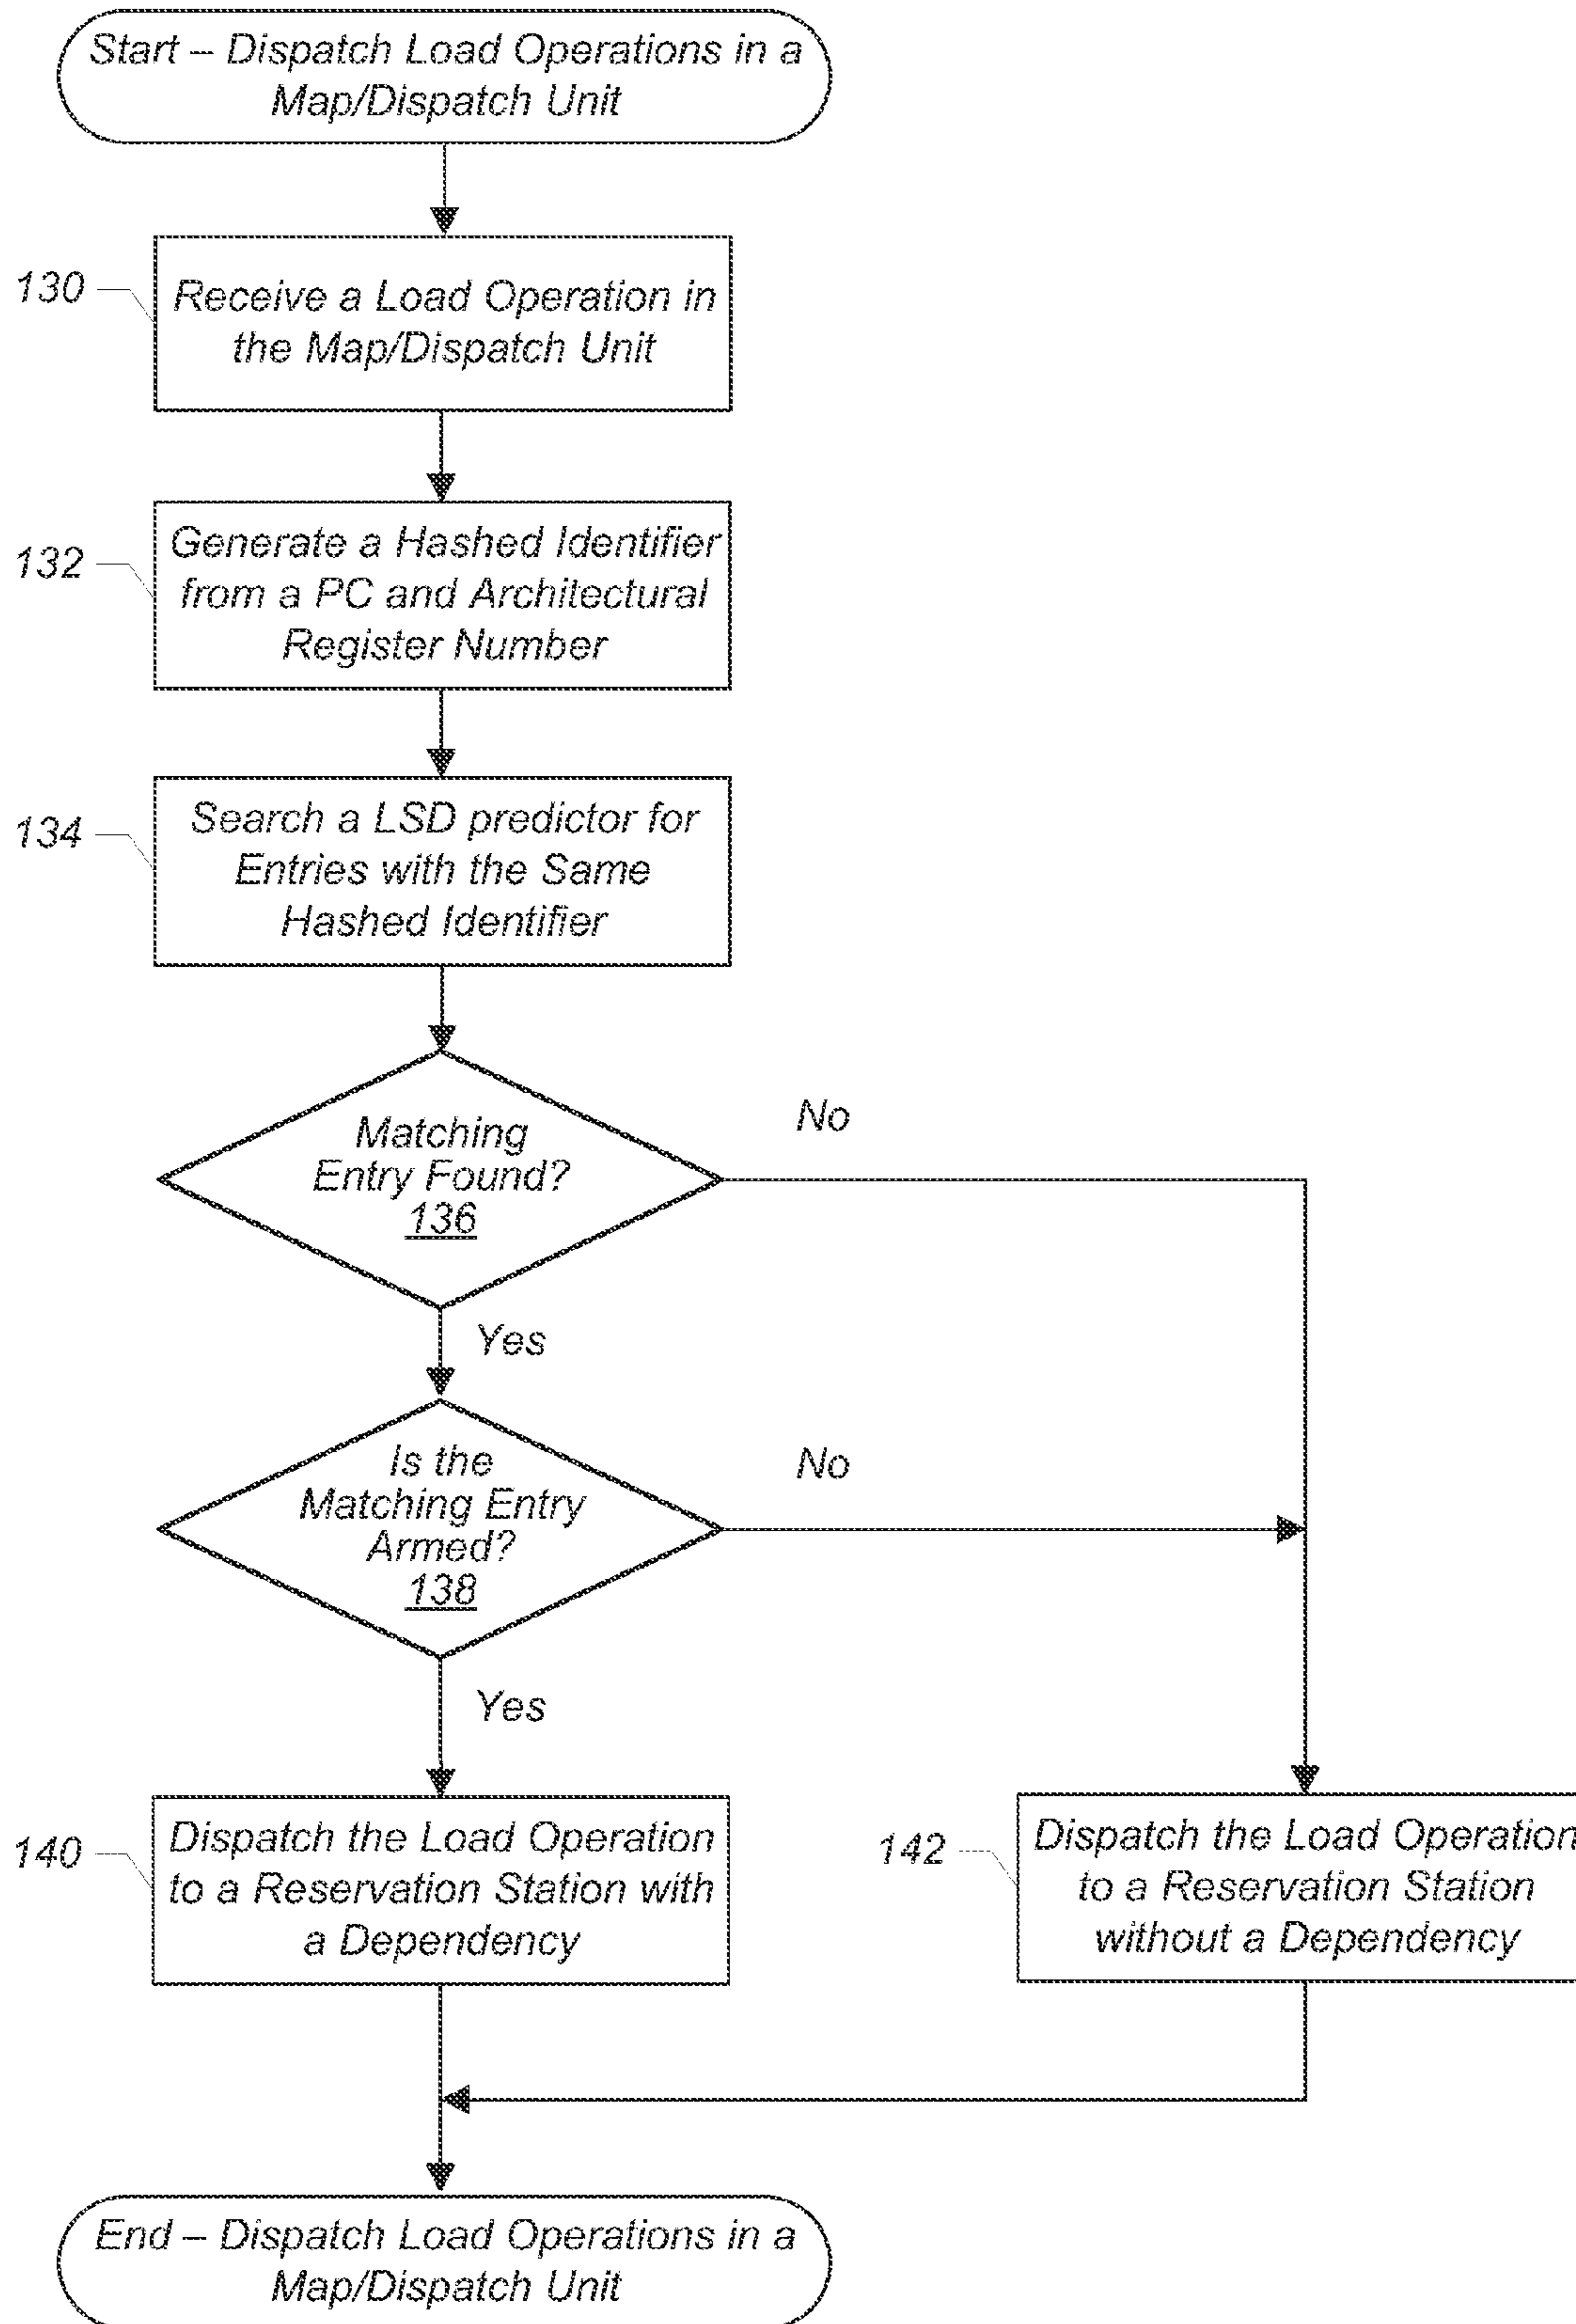 Start – Dispatch Load Operations in a
Map/Dispatch Unit
130
Receive a Load Operation in
the Map/Dispatch Unit
132
Generate a Hashed Identifier
from a PC and Architectural
Register Number
134
Search a LSD predictor for
Entries with the Same
Hashed Identifier
Matching
Entry Found?
136
No
Yes
Is the
Matching Entry
Armed?
138
No
Yes
140
Dispatch the Load Operation
to a Reservation Station with
a Dependency
142
Dispatch the Load Operation
to a Reservation Station
without a Dependency
End – Dispatch Load Operations in a
Map/Dispatch Unit